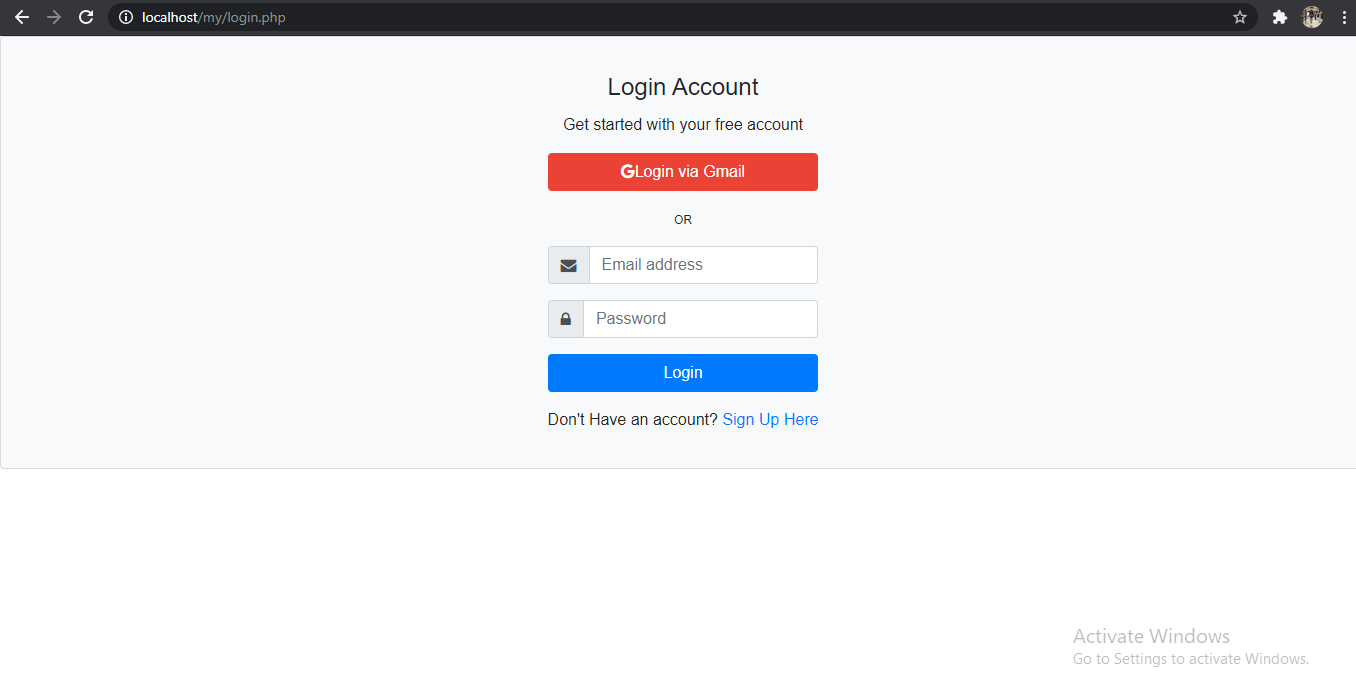 localhost/my/login.php
Login Account
Get started with your free account
GLogin via Gmail
OR
Email address
Password
Login
Don't Have an account? Sign Up Here
Activate Windows
Go to Settings to activate Windows.